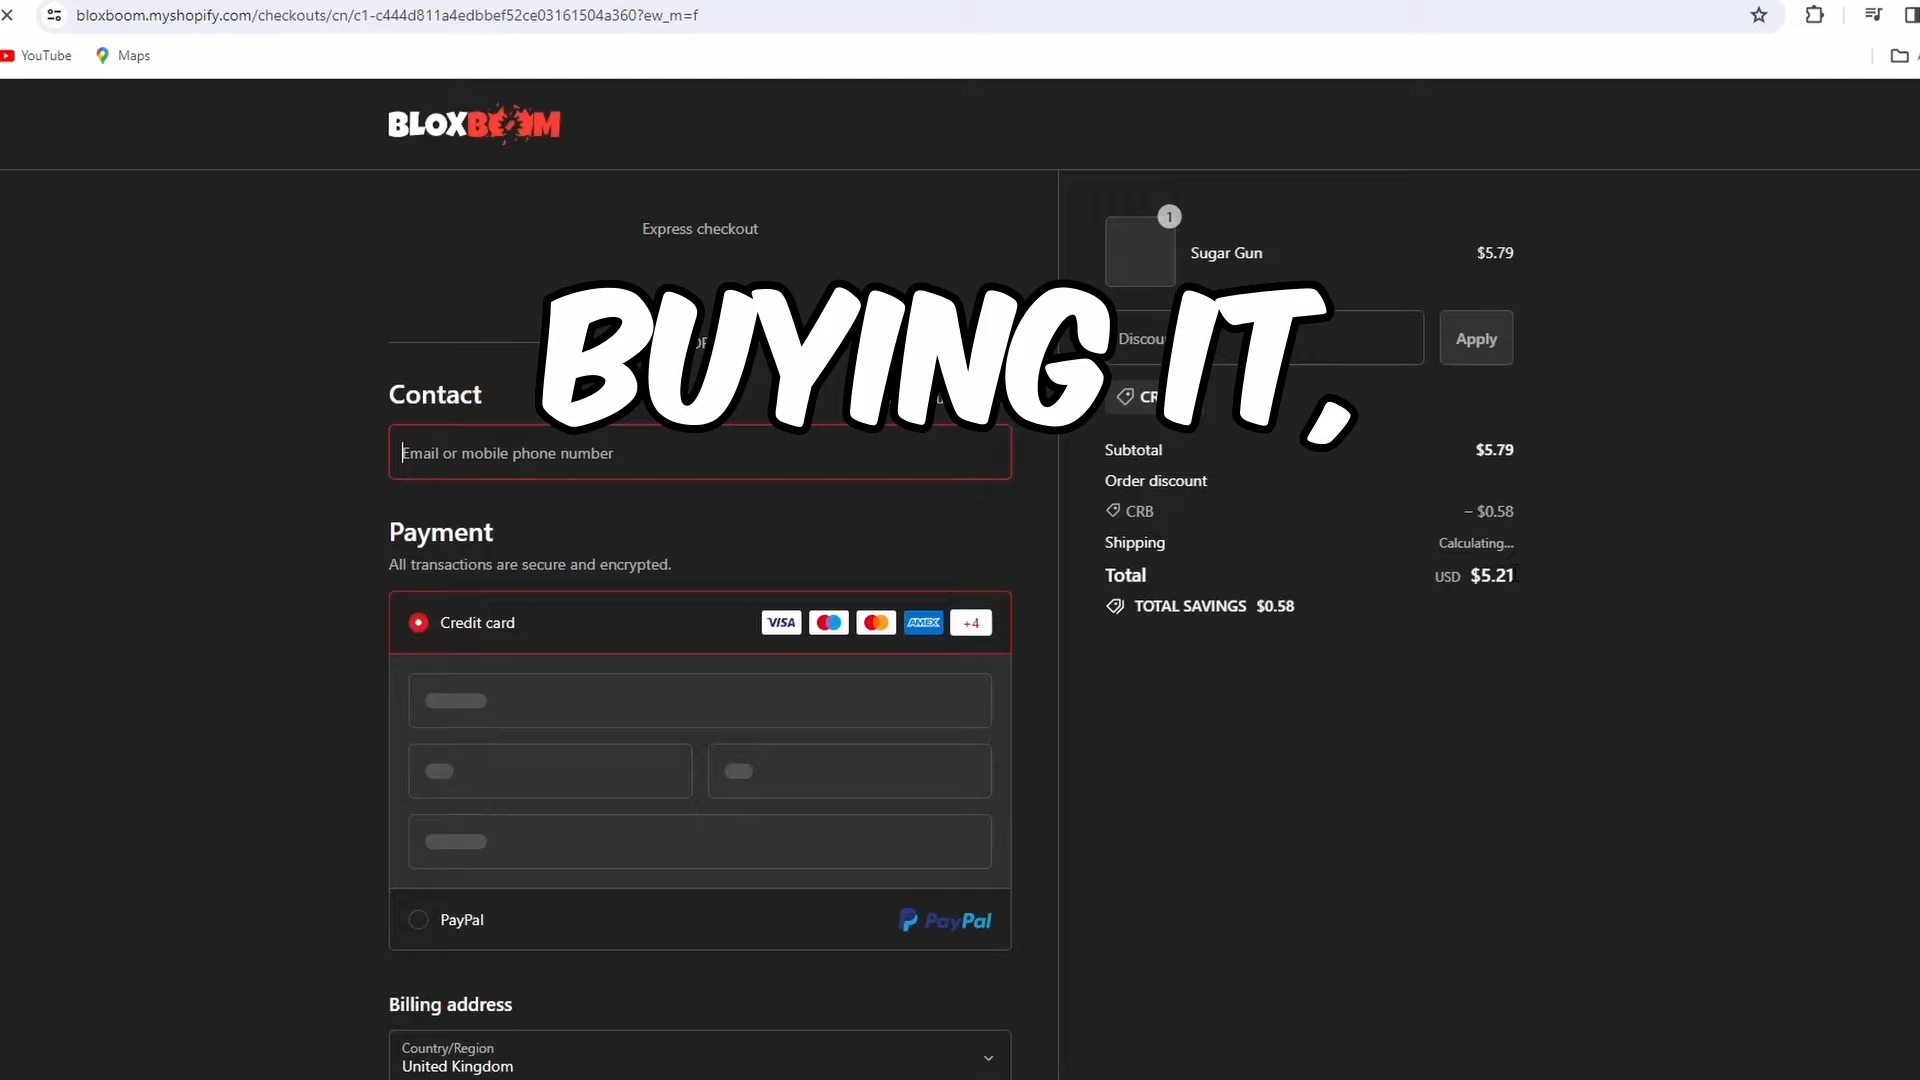 bloxboom.myshopify.com/checkouts/cn/c1-c444d811a4edbbef52ce03161504a360?ew_m=f
YouTube
Maps
BLOXBOOM
Express checkout
1
Sugar Gun
$5.79
BUYING IT,
Apply
Contact
Email or mobile phone number
Subtotal
$5.79
Order discount
CRB
– $0.58
Shipping
Calculating...
Total
USD $5.21
TOTAL SAVINGS $0.58
Payment
All transactions are secure and encrypted.
Credit card
VISA
AMEX
+4
PayPal
PayPal
Billing address
Country/Region
United Kingdom